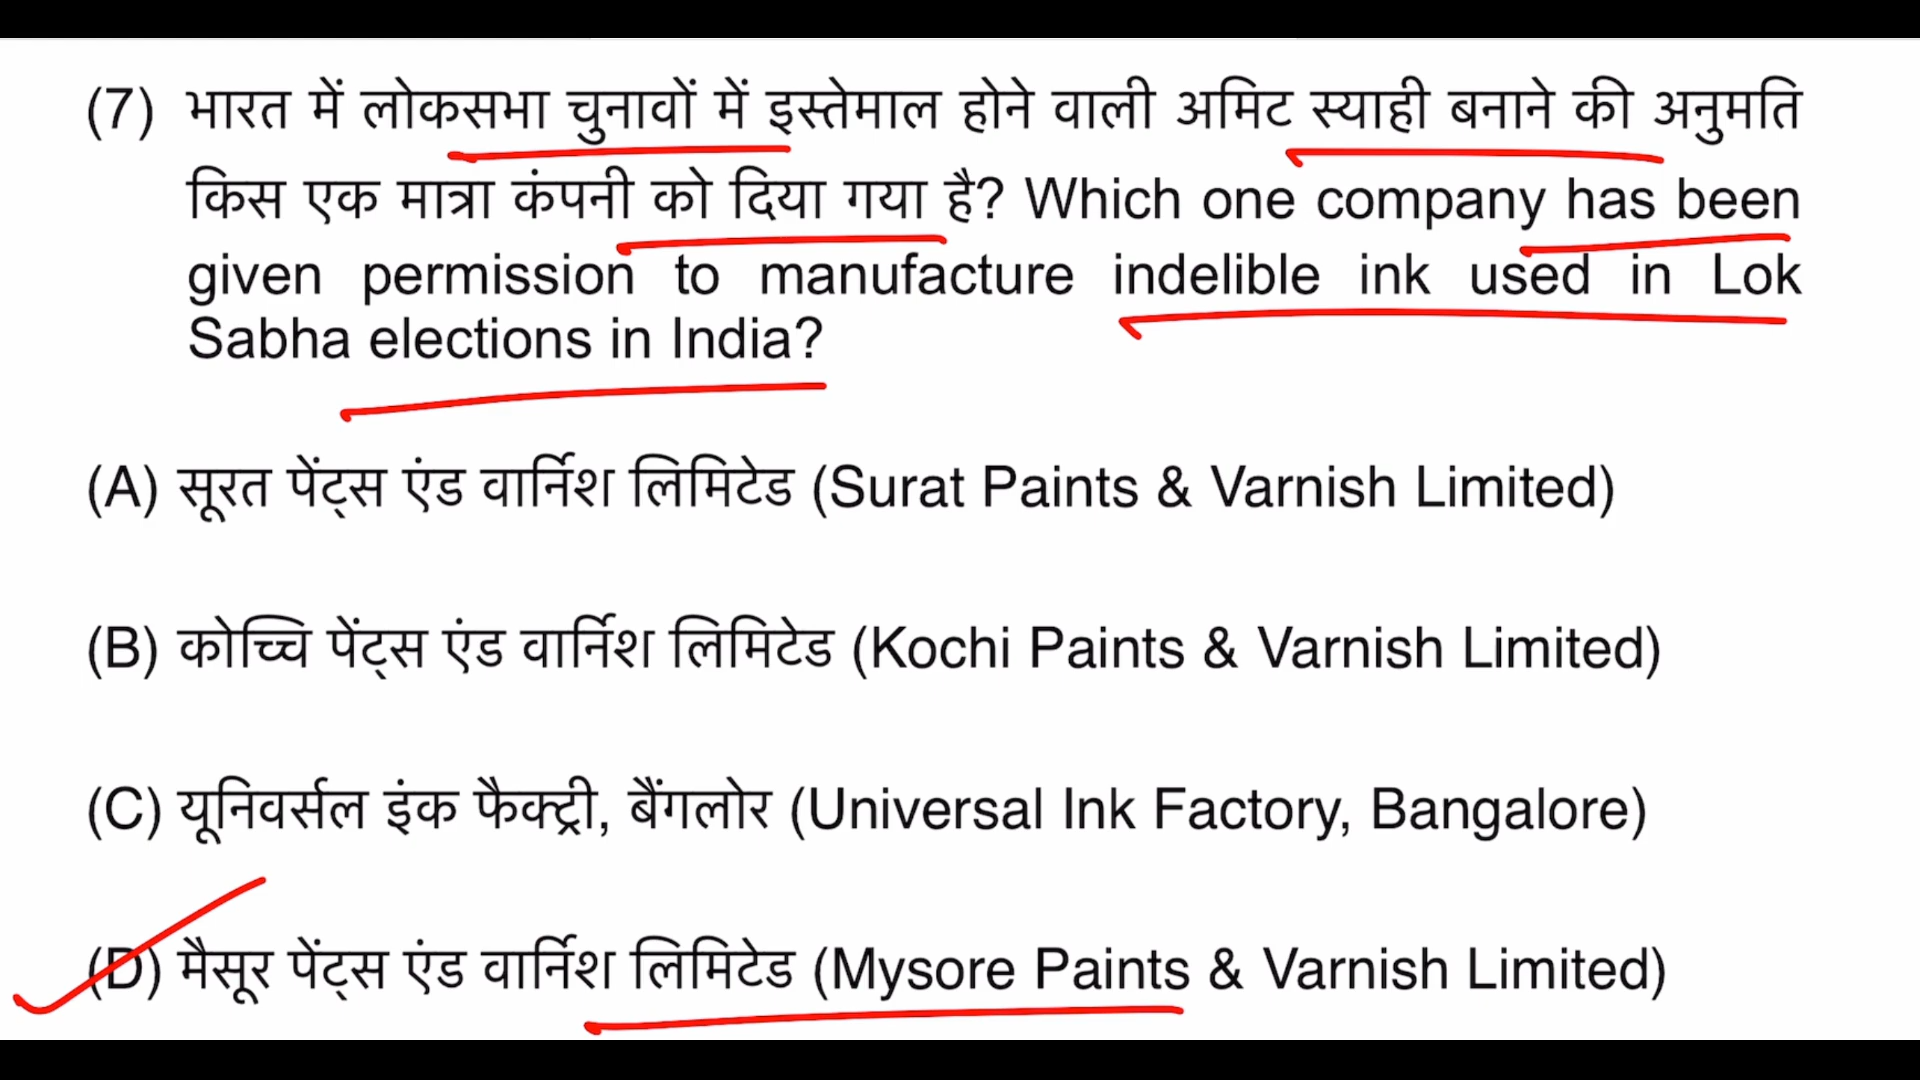 (7) भारत में लोकसभा चुनावों में इस्तेमाल होने वाली अमिट स्याही बनाने की अनुमति
किस एक मात्रा कंपनी को दिया गया है? Which one company has been
given permission to manufacture indelible ink used in Lok
Sabha elections in India?
(A) सूरत पेंट्स एंड वार्निश लिमिटेड (Surat Paints & Varnish Limited)
(B) कोच्चि पेंट्स एंड वार्निश लिमिटेड (Kochi Paints & Varnish Limited)
(C) यूनिवर्सल इंक फैक्ट्री, बैंगलोर (Universal Ink Factory, Bangalore)
(D) मैसूर पेंट्स एंड वार्निश लिमिटेड (Mysore Paints & Varnish Limited)